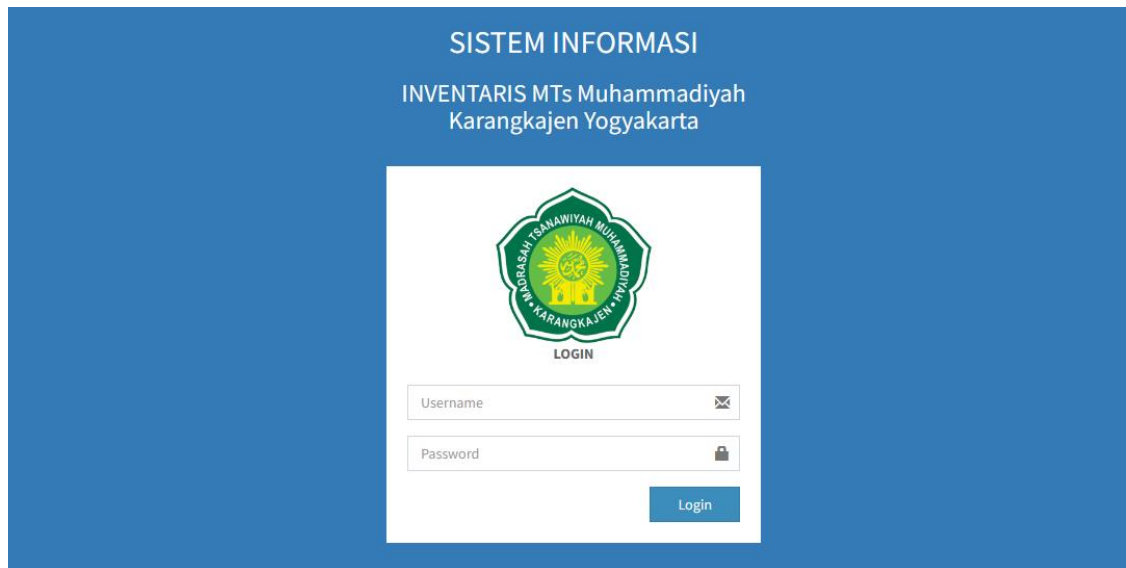 SISTEM INFORMASI
INVENTARIS MTs Muhammadiyah
Karangkajen Yogyakarta
MADRASAH TSANAWIYAH MUHAMMADIYAH
KARANGKAJEN
LOGIN
Username
Password
Login